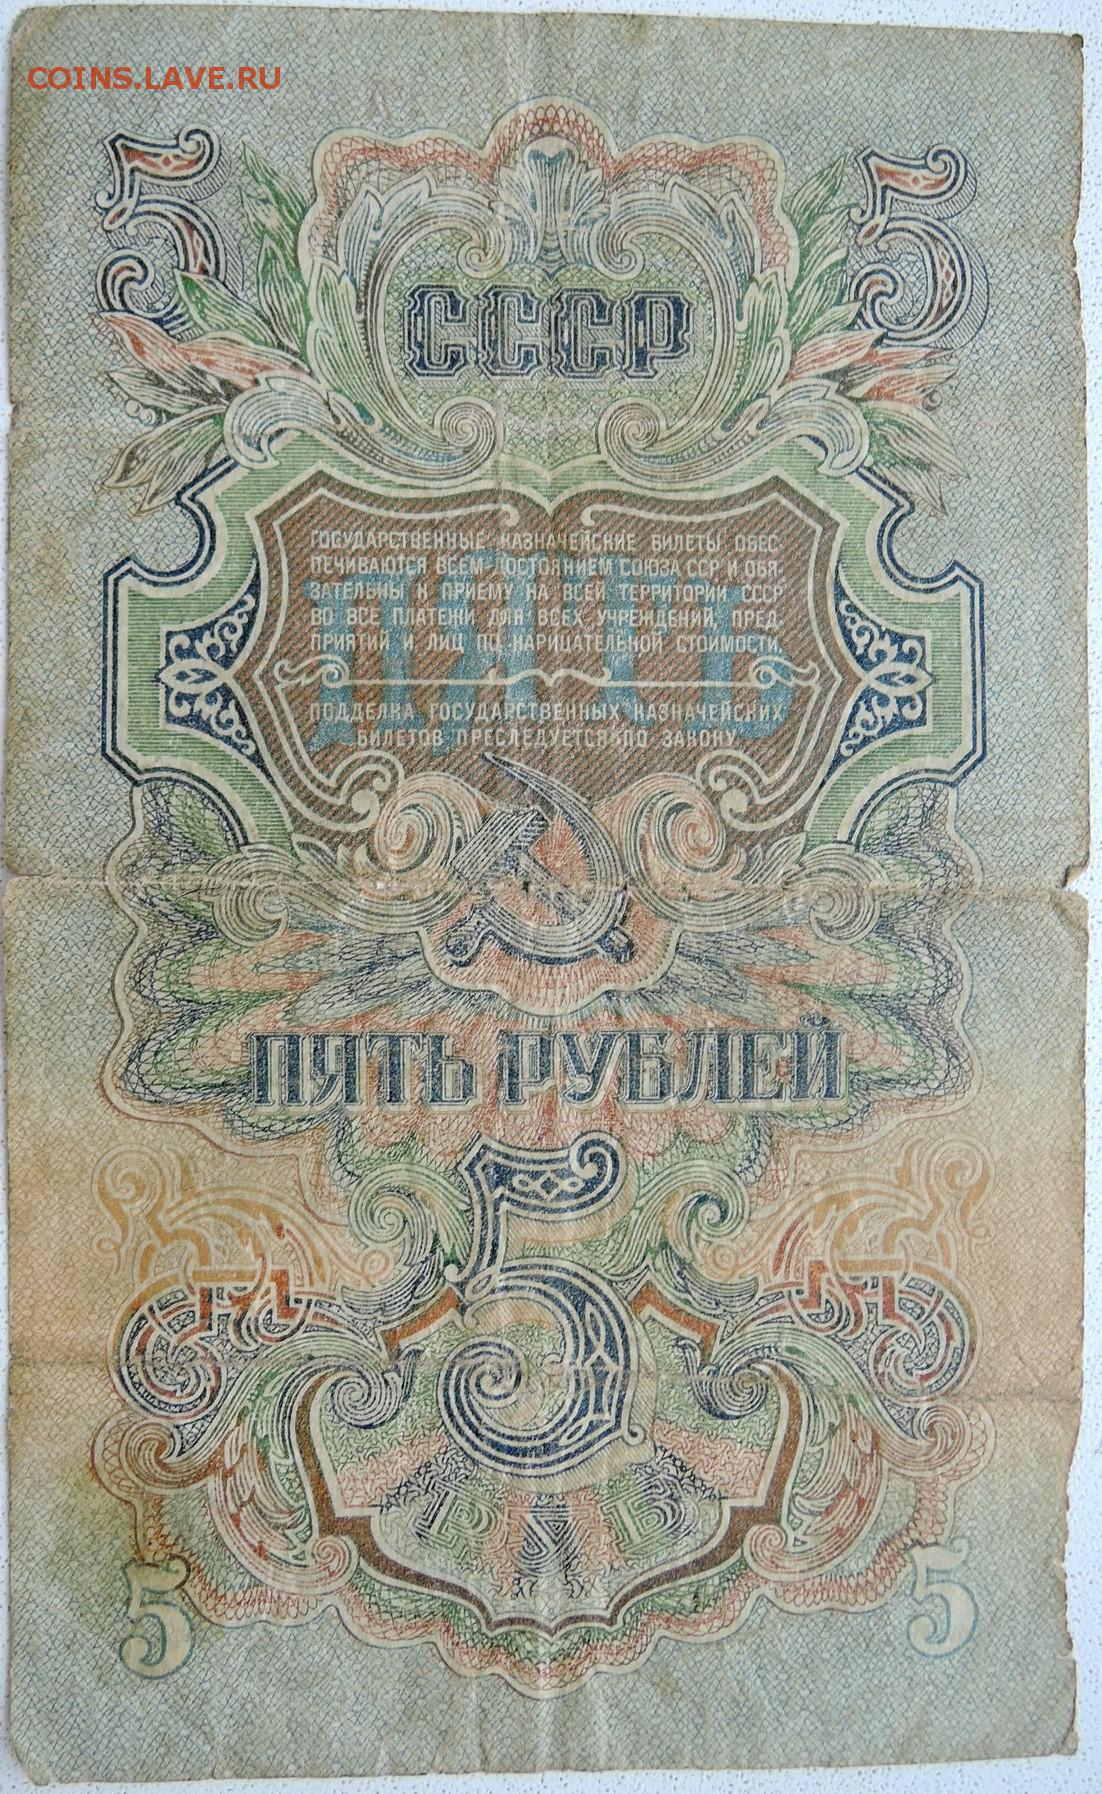 COINS.LAVE.RU
5 5
СССР
ГОСУДАРСТВЕННЫЕ КАЗНАЧЕЙСКИЕ БИЛЕТЫ ОБЕС-
ПЕЧИВАЮТСЯ ВСЕМ ДОСТОЯНИЕМ СОЮЗА ССР И ОБЯ-
ЗАТЕЛЬНЫ К ПРИЕМУ НА ВСЕЙ ТЕРРИТОРИИ СССР
ВО ВСЕ ПЛАТЕЖИ ДЛЯ ВСЕХ УЧРЕЖДЕНИЙ, ПРЕД-
ПРИЯТИЙ И ЛИЦ ПО НАРИЦАТЕЛЬНОЙ СТОИМОСТИ.
ПЯТЬ
ПОДДЕЛКА ГОСУДАРСТВЕННЫХ КАЗНАЧЕЙСКИХ
БИЛЕТОВ ПРЕСЛЕДУЕТСЯ ПО ЗАКОНУ
ПЯТЬ РУБЛЕЙ
5
РУБ
5 5